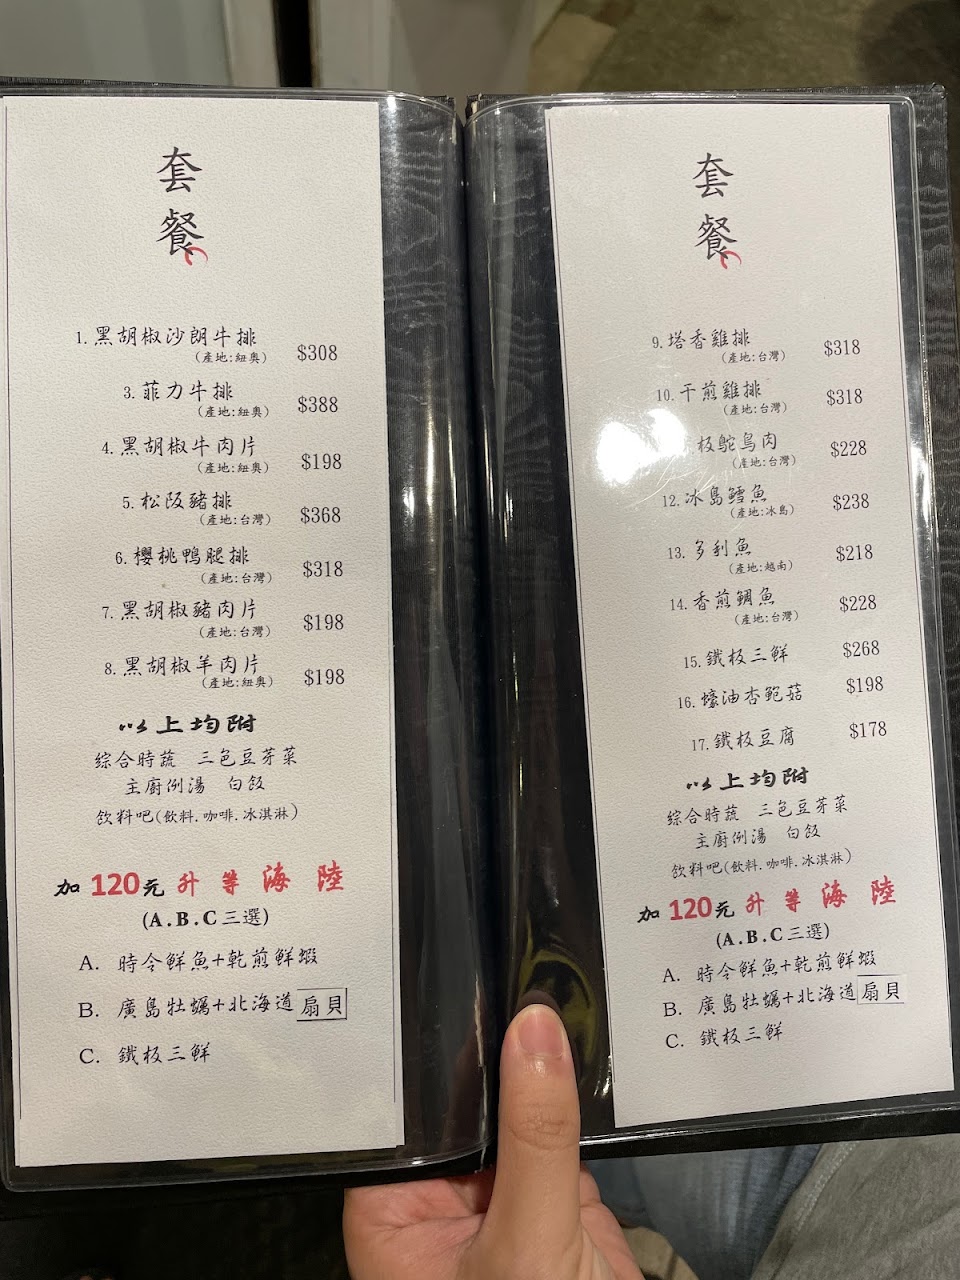 套
餐
1. 黑胡椒沙朗牛排 $308
(產地:紐奧)
3. 菲力牛排 $388
(產地:紐奧)
4. 黑胡椒牛肉片 $198
(產地:紐奧)
5. 松阪豬排 $368
(產地:台灣)
6. 櫻桃鴨腿排 $318
(產地:台灣)
7. 黑胡椒豬肉片 $198
(產地:台灣)
8. 黑胡椒羊肉片 $198
(產地:紐奧)
以上均附
綜合時蔬 三色豆芽菜
主廚例湯 白飯
飲料吧(飲料.咖啡.冰淇淋)
加 120元 升等海陸
(A.B.C三選)
A. 時令鮮魚+乾煎鮮蝦
B. 廣島牡蠣+北海道扇貝
C. 鐵板三鮮
套
餐
9. 塔香雞排 $318
(產地:台灣)
10. 干煎雞排 $318
(產地:台灣)
板鴕鳥肉 $228
(產地:台灣)
12. 冰島鱈魚 $238
(產地:冰島)
13. 多利魚 $218
(產地:越南)
14. 香煎鯛魚 $228
(產地:台灣)
15. 鐵板三鮮 $268
16. 蠔油杏鮑菇 $198
17. 鐵板豆腐 $178
以上均附
綜合時蔬 三色豆芽菜
主廚例湯 白飯
飲料吧(飲料.咖啡.冰淇淋)
加 120元 升等海陸
(A.B.C三選)
A. 時令鮮魚+乾煎鮮蝦
B. 廣島牡蠣+北海道扇貝
C. 鐵板三鮮